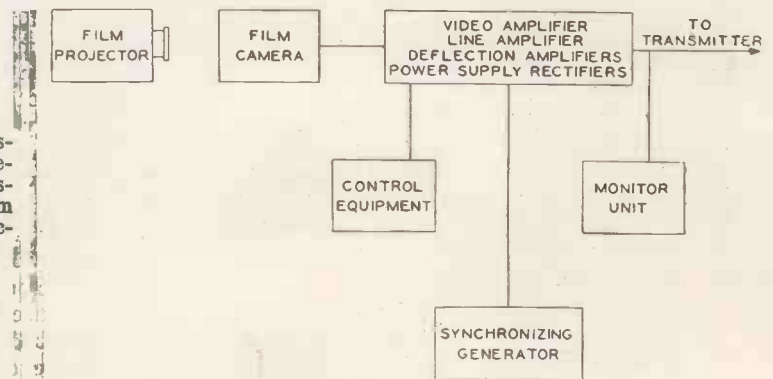 FILM
PROJECTOR
FILM
CAMERA
VIDEO AMPLIFIER
LINE AMPLIFIER
DEFLECTION AMPLIFIERS
POWER SUPPLY RECTIFIERS
TO
TRANSMITTER
CONTROL
EQUIPMENT
MONITOR
UNIT
SYNCHRONIZING
GENERATOR